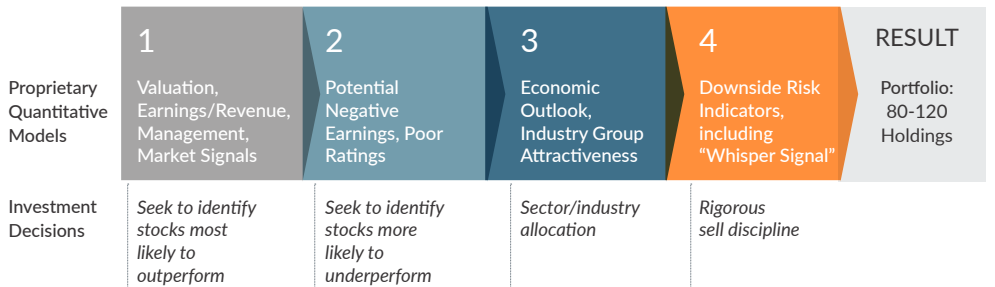 Proprietary
Quantitative
Models
1
Valuation,
Earnings/Revenue,
Management,
Market Signals
2
Potential
Negative
Earnings, Poor
Ratings
3
Economic
Outlook,
Industry Group
Attractiveness
4
Downside Risk
Indicators,
including
“Whisper Signal”
RESULT
Portfolio:
80-120
Holdings
Investment
Decisions
Seek to identify
stocks most
likely to
outperform
Seek to identify
stocks more
likely to
underperform
Sector/industry
allocation
Rigorous
sell discipline